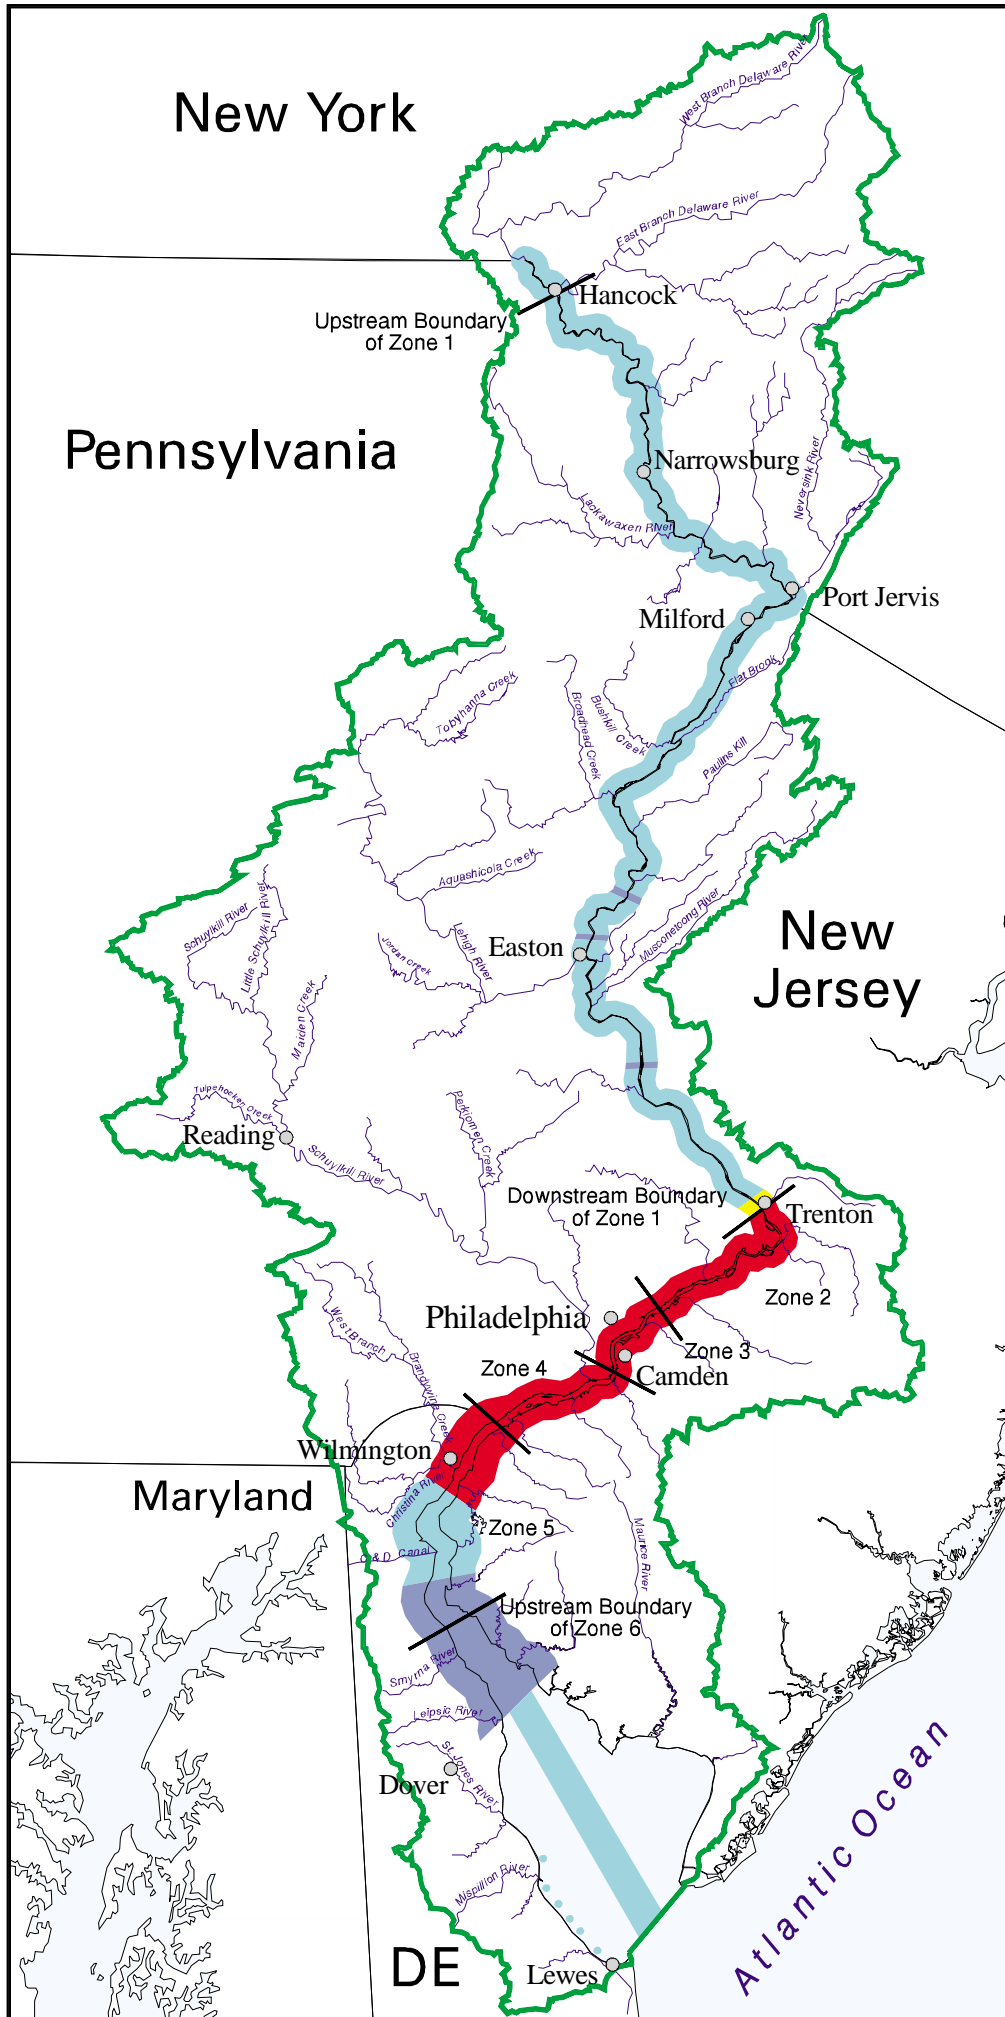 West Branch Delaware River
New York
East Branch Delaware River
Hancock
Upstream Boundary
of Zone 1
Pennsylvania
Narrowsburg
Neversink River
Lackawaxen River
Port Jervis
Milford
Flat Brook
Tobyhanna Creek
Broadhead Creek
Bushkill Creek
Paulins Kill
Aquashicola Creek
Schuylkill River
Little Schuylkill River
Musconetcong River
New
Jersey
Easton
Jordan Creek
Lehigh River
Maiden Creek
Tulpehocken Creek
Perkiomen Creek
Reading
Schuylkill River
Downstream Boundary
of Zone 1
Trenton
Zone 2
Philadelphia
Zone 3
Camden
Zone 4
West Branch
Brandywine Creek
Wilmington
Maryland
Christina River
Zone 5
C & D Canal
Maurice River
Upstream Boundary
of Zone 6
Smyrna River
Leipsic River
St. Jones River
Dover
Atlantic Ocean
Mispillion River
DE
Lewes